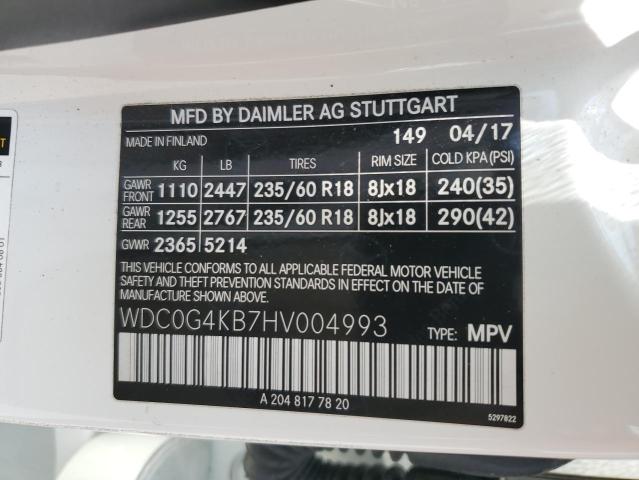 MFD BY DAIMLER AG STUTTGART
MADE IN FINLAND 149 04/17
KG LB TIRES RIM SIZE COLD KPA(PSI)
GAWR FRONT 1110 2447 235/60 R18 8Jx18 240(35)
GAWR REAR 1255 2767 235/60 R18 8Jx18 290(42)
GVWR 2365 5214
THIS VEHICLE CONFORMS TO ALL APPLICABLE FEDERAL MOTOR VEHICLE
SAFETY AND THEFT PREVENTION STANDARDS IN EFFECT ON THE DATE
OF MANUFACTURE SHOWN ABOVE.
WDC0G4KB7HV004993 TYPE: MPV
A 204 817 78 20
5297822